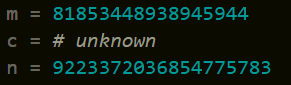 m = 81853448938945944
c = # unknown
n = 9223372036854775783